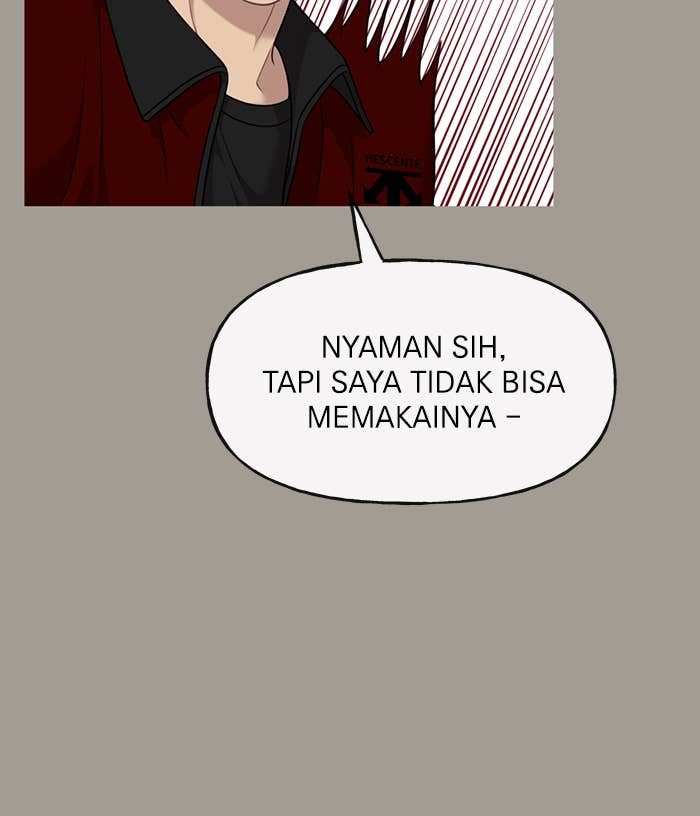 HESCENTE
NYAMAN SIH,
TAPI SAYA TIDAK BISA
MEMAKAINYA –